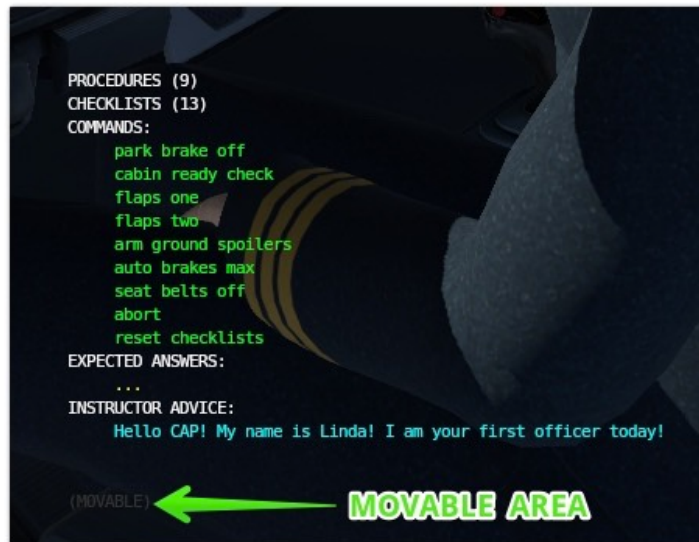 PROCEDURES (9)
CHECKLISTS (13)
COMMANDS:
park brake off
cabin ready check
flaps one
flaps two
arm ground spoilers
auto brakes max
seat belts off
abort
reset checklists
EXPECTED ANSWERS:
...
INSTRUCTOR ADVICE:
Hello CAP! My name is Linda! I am your first officer today!
(MOVABLE) MOVABLE AREA